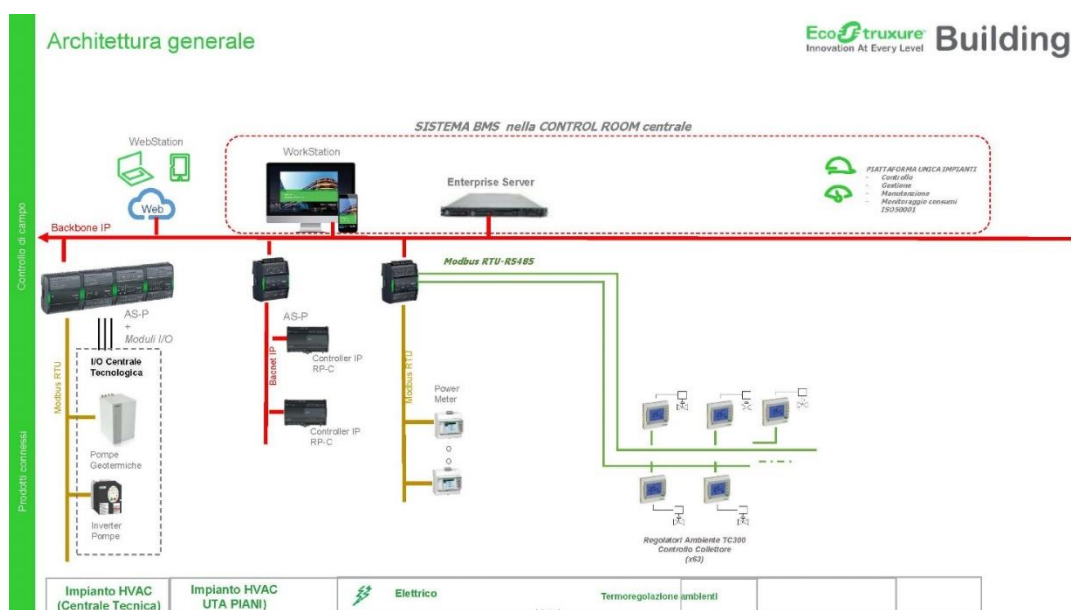 Architettura generale
EcoStruxure Building
Innovation At Every Level
SISTEMA BMS nella CONTROL ROOM centrale
WebStation
WorkStation
Enterprise Server
PIATTAFORMA UNICA IMPIANTI
- Controllo
- Gestione
- Manutenzione
- Monitoraggio consumi
ISO50001
Web
Backbone IP
Controllo di campo
Modbus RTU-RS485
AS-P
+
Moduli I/O
AS-P
I/O Centrale
Tecnologica
Modbus RTU
Bacnet IP
Modbus RTU
Controller IP
RP-C
Controller IP
RP-C
Power
Meter
Pompe
Geotermiche
Inverter
Pompe
Prodotti connessi
Regolatori Ambiente TC300
Controllo Collettore
(x63)
Impianto HVAC
(Centrale Tecnica)
Impianto HVAC
UTA PIANI)
Elettrico
Termoregolazione ambienti